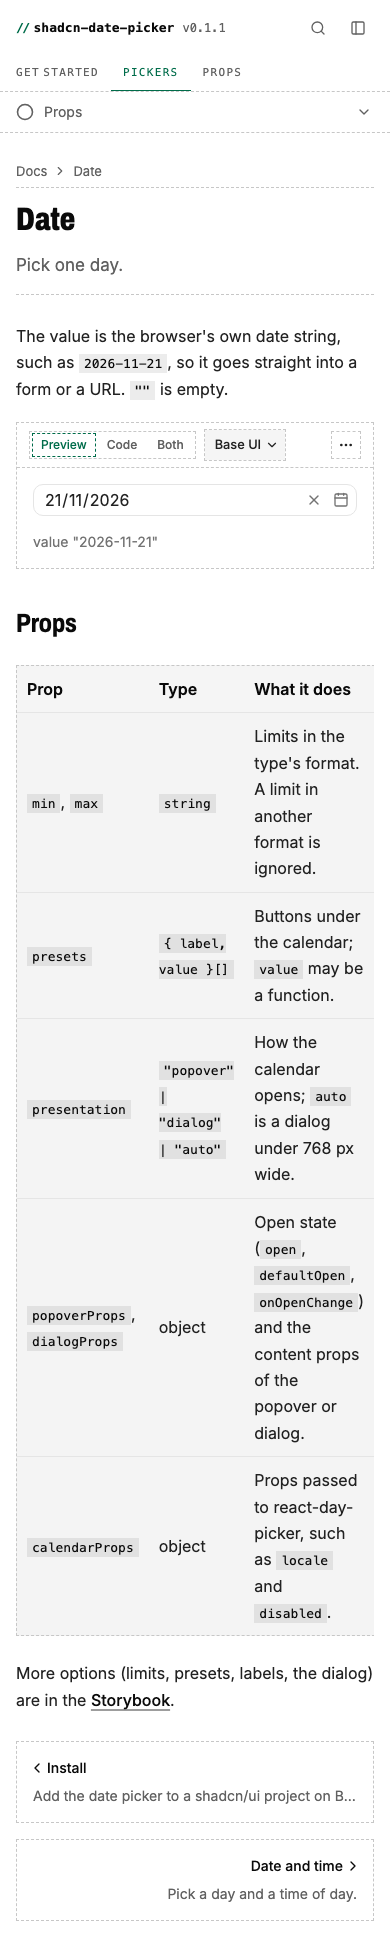 // shadcn-date-picker v0.1.1
GET STARTED PICKERS PROPS
Props
Docs > Date
Date
Pick one day.
The value is the browser's own date string,
such as 2026-11-21, so it goes straight into a
form or a URL. "" is empty.
Preview Code Both Base UI ···
21/11/2026
value "2026-11-21"
Props
Prop Type What it does
min, max string Limits in the
type's format.
A limit in
another
format is
ignored.
presets { label,
value }[] Buttons under
the calendar;
value may be
a function.
presentation "popover"
|
"dialog"
| "auto" How the
calendar
opens; auto
is a dialog
under 768 px
wide.
popoverProps,
dialogProps object Open state
(open,
defaultOpen,
onOpenChange)
and the
content props
of the
popover or
dialog.
calendarProps object Props passed
to react-day-
picker, such
as locale
and
disabled.
More options (limits, presets, labels, the dialog)
are in the Storybook.
Install
Add the date picker to a shadcn/ui project on B...
Date and time
Pick a day and a time of day.